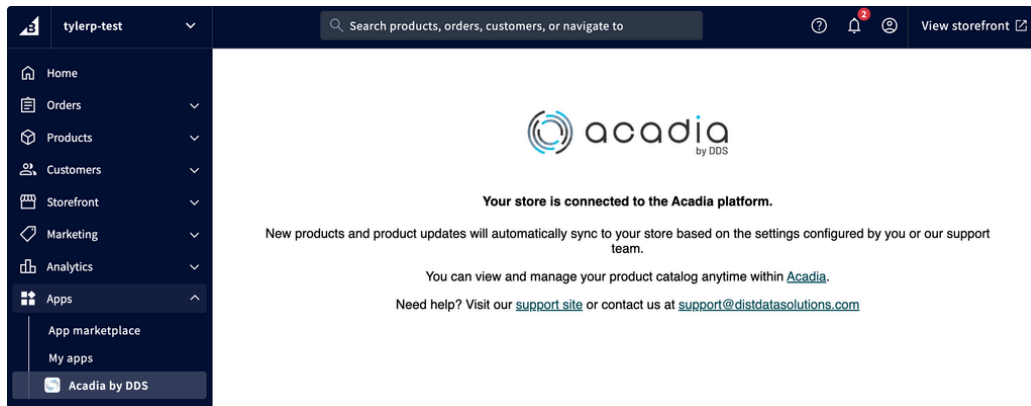 tylerp-test
Search products, orders, customers, or navigate to
2
View storefront
Home
Orders
Products
Customers
Storefront
Marketing
Analytics
Apps
App marketplace
My apps
Acadia by DDS
acadia
by DDS
Your store is connected to the Acadia platform.
New products and product updates will automatically sync to your store based on the settings configured by you or our support
team.
You can view and manage your product catalog anytime within Acadia.
Need help? Visit our support site or contact us at support@distdatasolutions.com